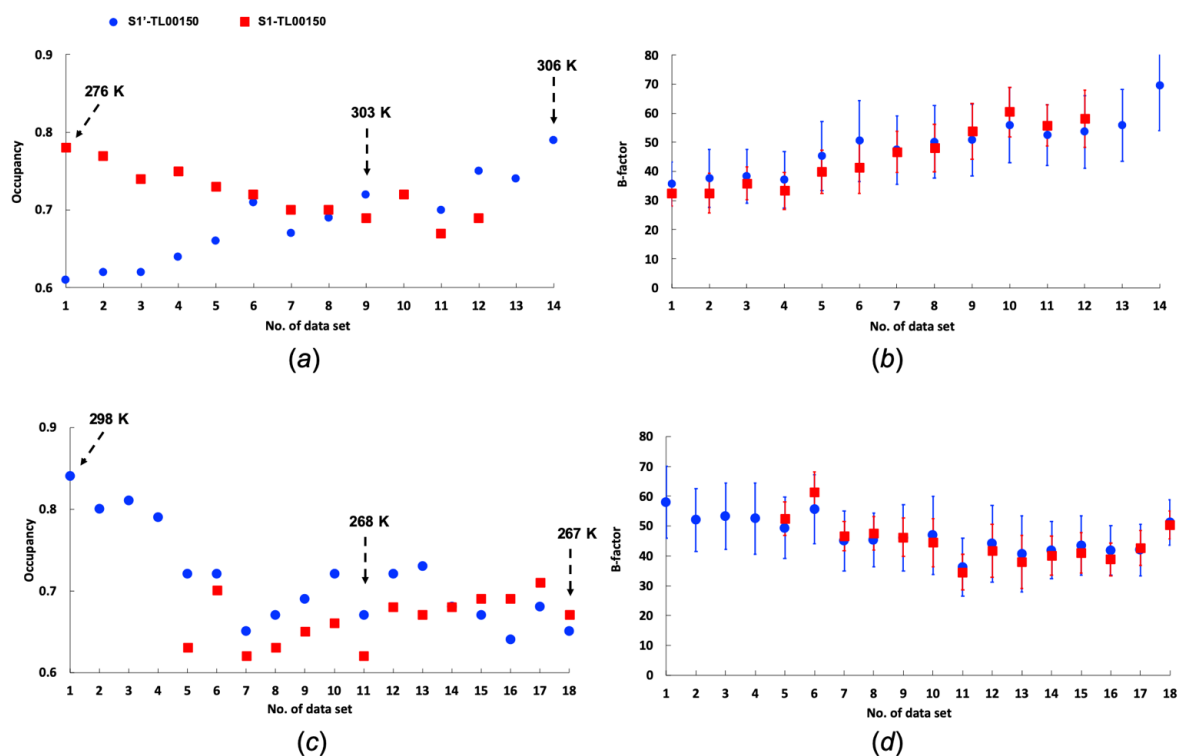 S1'-TL00150 S1-TL00150
0.9
0.8
0.7
0.6
Occupancy
276 K
303 K
306 K
1 2 3 4 5 6 7 8 9 10 11 12 13 14
No. of data set
(a)
80
70
60
50
40
30
20
10
0
B-factor
1 2 3 4 5 6 7 8 9 10 11 12 13 14
No. of data set
(b)
0.9
0.8
0.7
0.6
Occupancy
298 K
268 K
267 K
1 2 3 4 5 6 7 8 9 10 11 12 13 14 15 16 17 18
No. of data set
(c)
80
70
60
50
40
30
20
10
0
B-factor
1 2 3 4 5 6 7 8 9 10 11 12 13 14 15 16 17 18
No. of data set
(d)